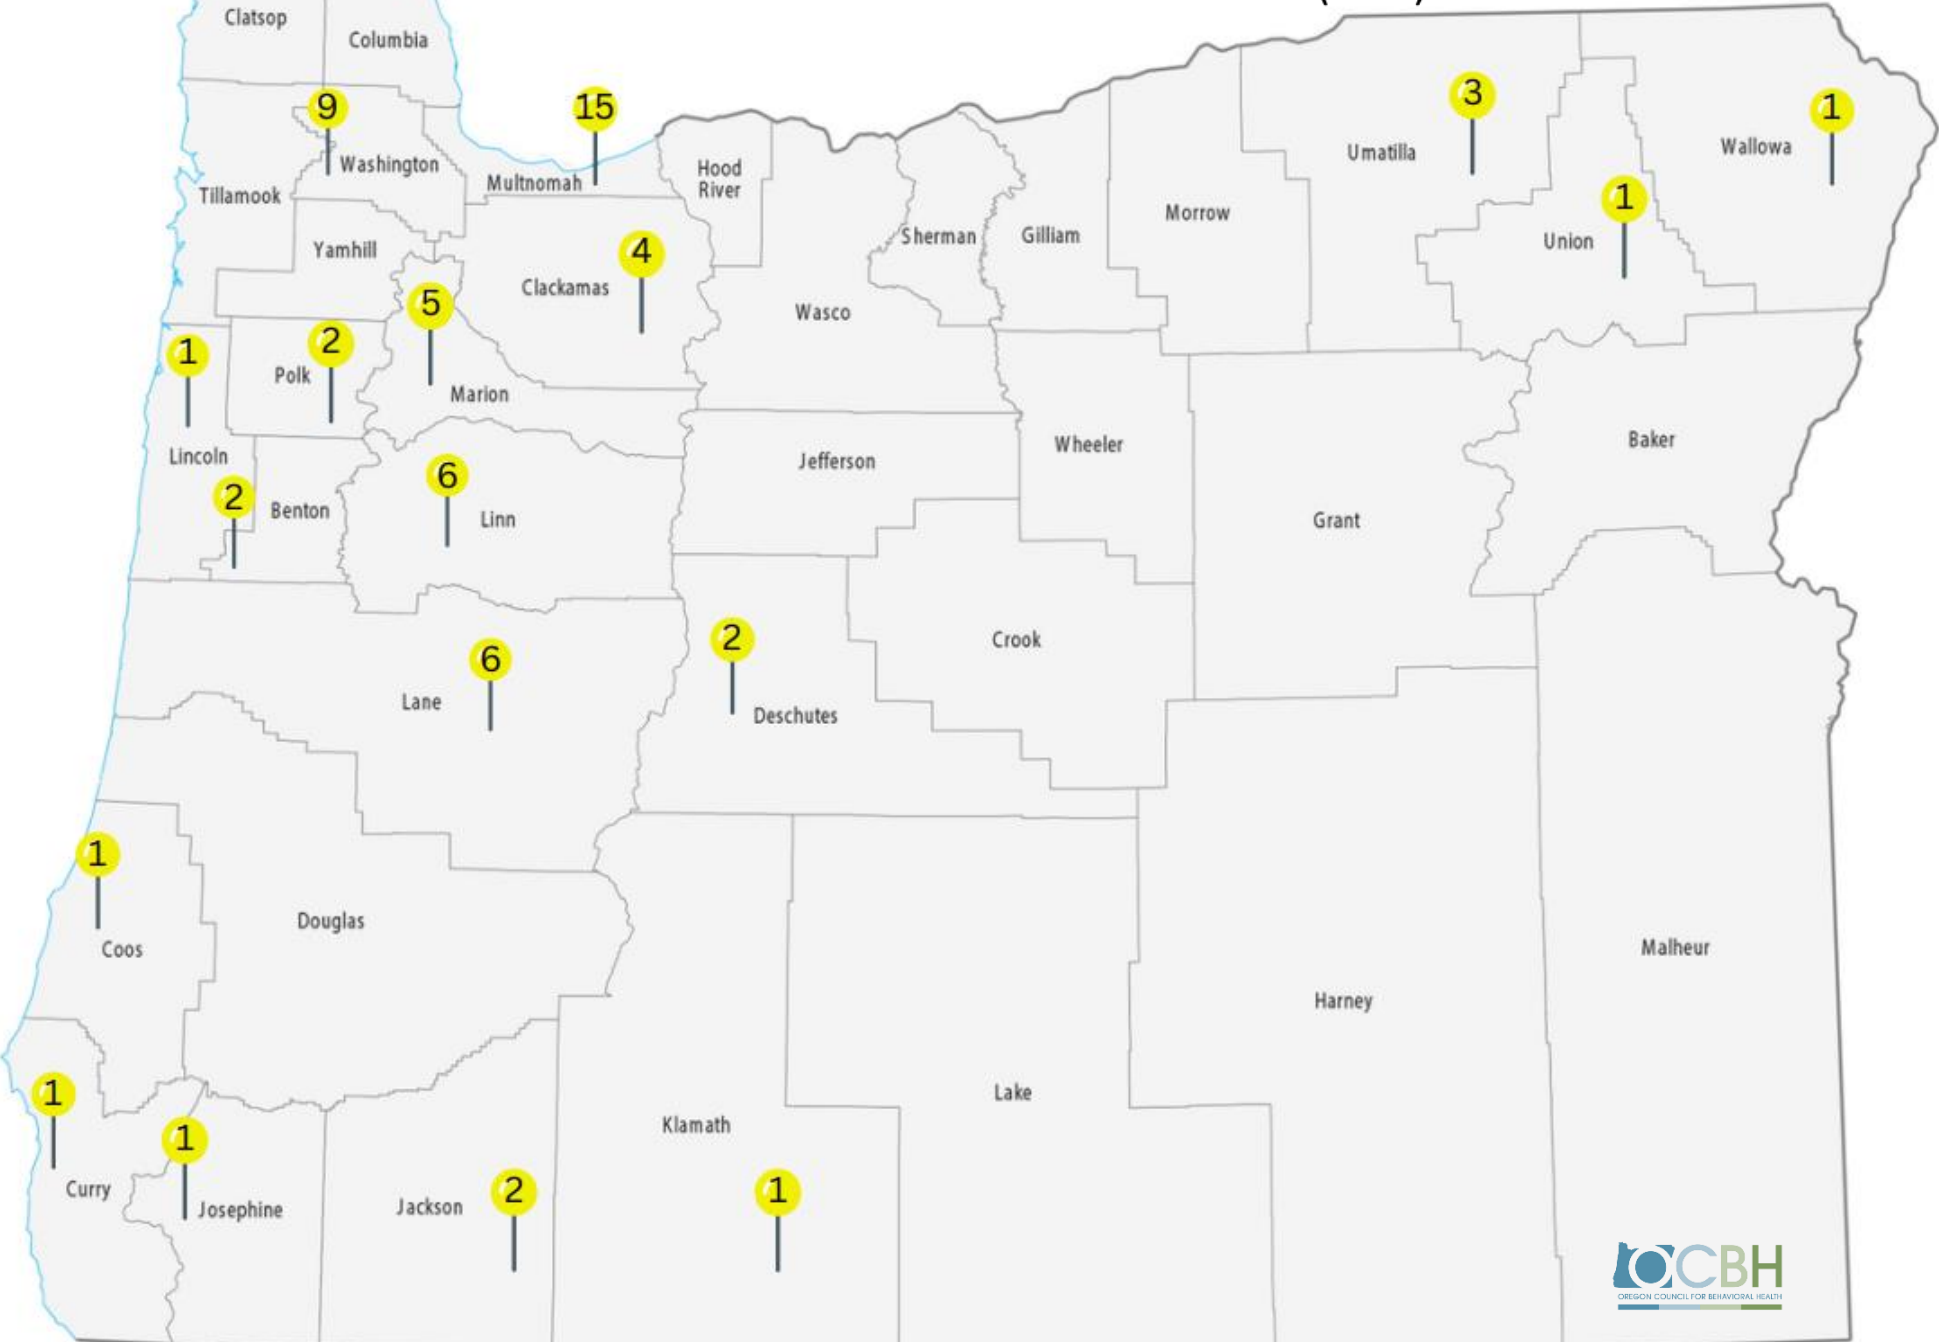 Clatsop
Columbia
9
15
3
1
Washington
Multnomah
Hood
River
Umatilla
Wallowa
Tillamook
1
Morrow
Yamhill
4
Sherman
Gilliam
Union
Clackamas
5
Wasco
1
2
Polk
Marion
Lincoln
6
Jefferson
Wheeler
Baker
2
Benton
Linn
Grant
6
2
Crook
Lane
Deschutes
1
Douglas
Coos
Malheur
Harney
1
Lake
1
Klamath
Curry
Josephine
Jackson
2
1
OCBH
OREGON COUNCIL FOR BEHAVIORAL HEALTH